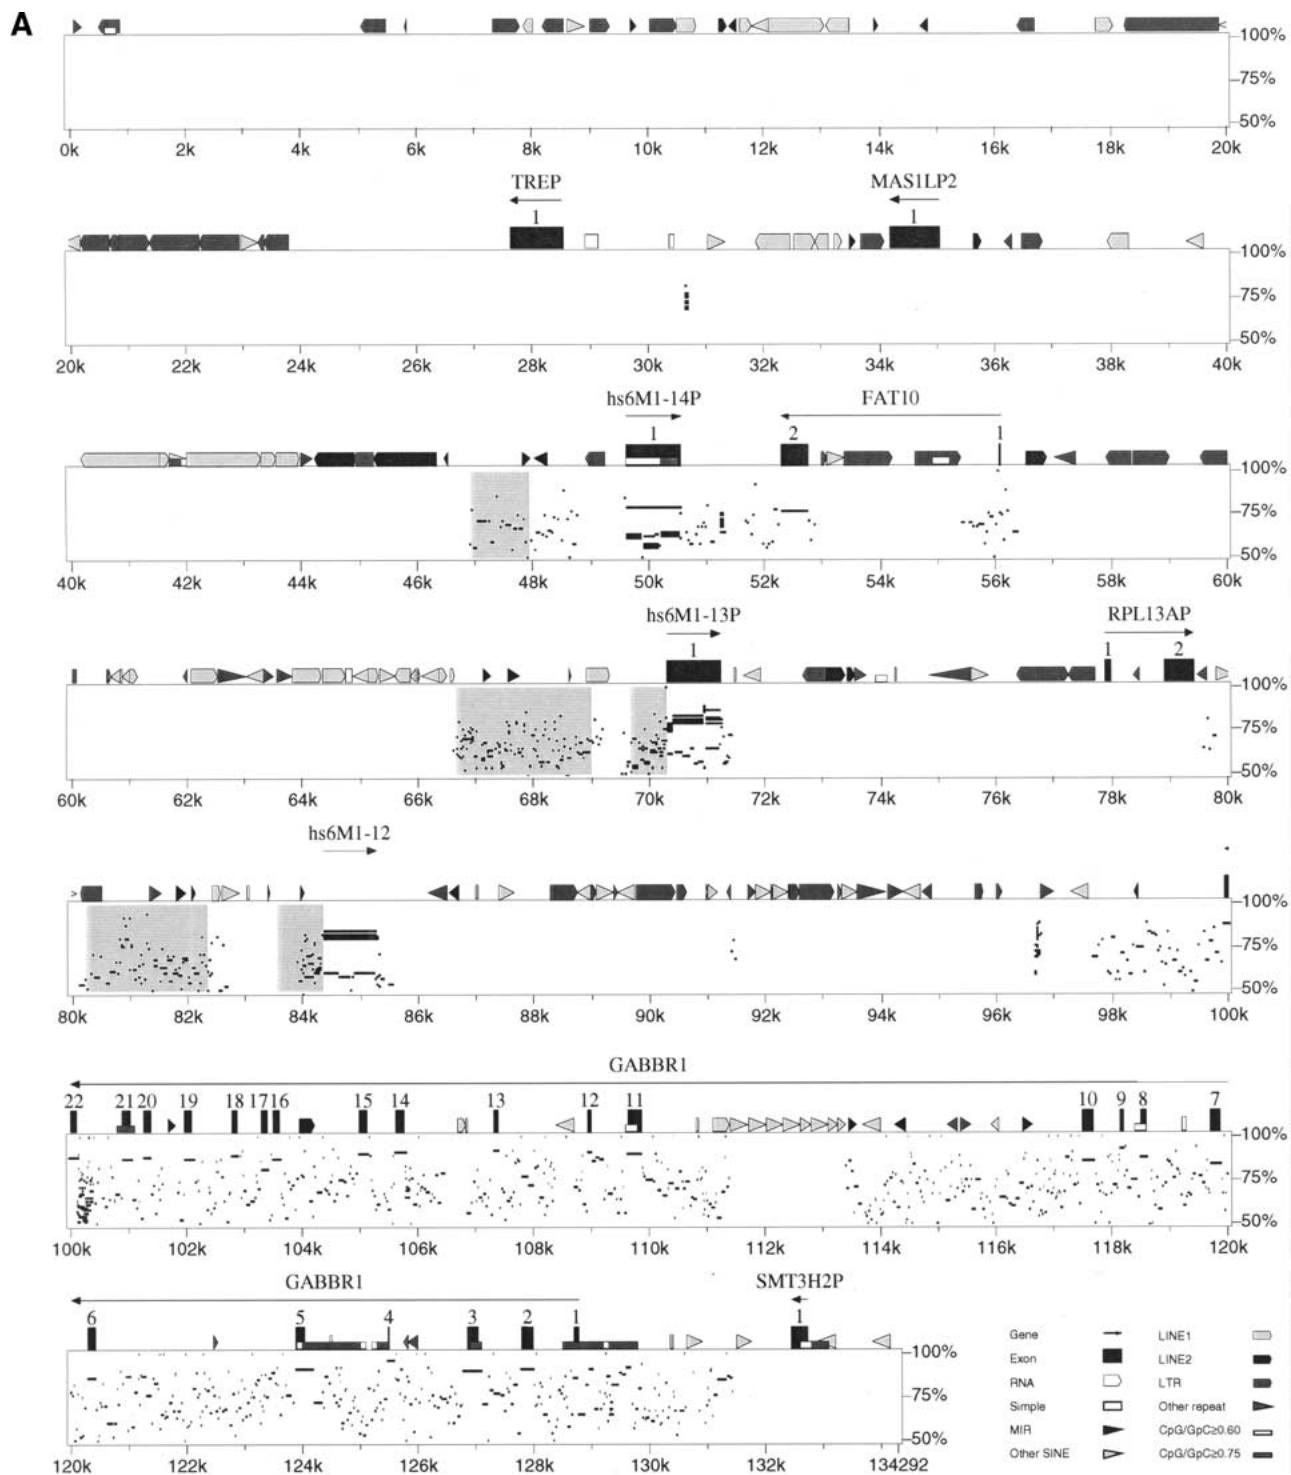 A
100%
75%
50%
0k 2k 4k 6k 8k 10k 12k 14k 16k 18k 20k
TREP MAS1LP2
1 1
100%
75%
50%
20k 22k 24k 26k 28k 30k 32k 34k 36k 38k 40k
hs6M1-14P FAT10
1 2 1
100%
75%
50%
40k 42k 44k 46k 48k 50k 52k 54k 56k 58k 60k
hs6M1-13P RPL13AP
1 1 2
100%
75%
50%
60k 62k 64k 66k 68k 70k 72k 74k 76k 78k 80k
hs6M1-12
100%
75%
50%
80k 82k 84k 86k 88k 90k 92k 94k 96k 98k 100k
GABBR1
22 21 20 19 18 17 16 15 14 13 12 11 10 9 8 7
100%
75%
50%
100k 102k 104k 106k 108k 110k 112k 114k 116k 118k 120k
GABBR1 SMT3H2P
6 5 4 3 2 1 1
100%
75%
50%
120k 122k 124k 126k 128k 130k 132k 134292
Gene LINE1
Exon LINE2
RNA LTR
Simple Other repeat
MIR CpG/GpC≥0.60
Other SINE CpG/GpC≥0.75